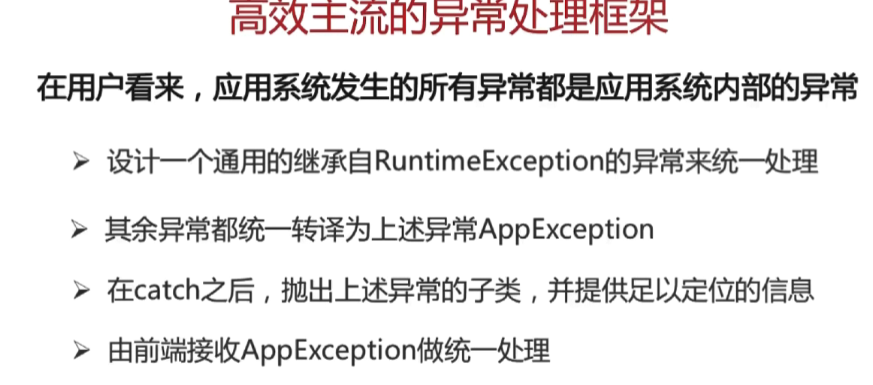 高效主流的异常处理框架
在用户看来，应用系统发生的所有异常都是应用系统内部的异常
➢ 设计一个通用的继承自RuntimeException的异常来统一处理
➢ 其余异常都统一转译为上述异常AppException
➢ 在catch之后，抛出上述异常的子类，并提供足以定位的信息
➢ 由前端接收AppException做统一处理